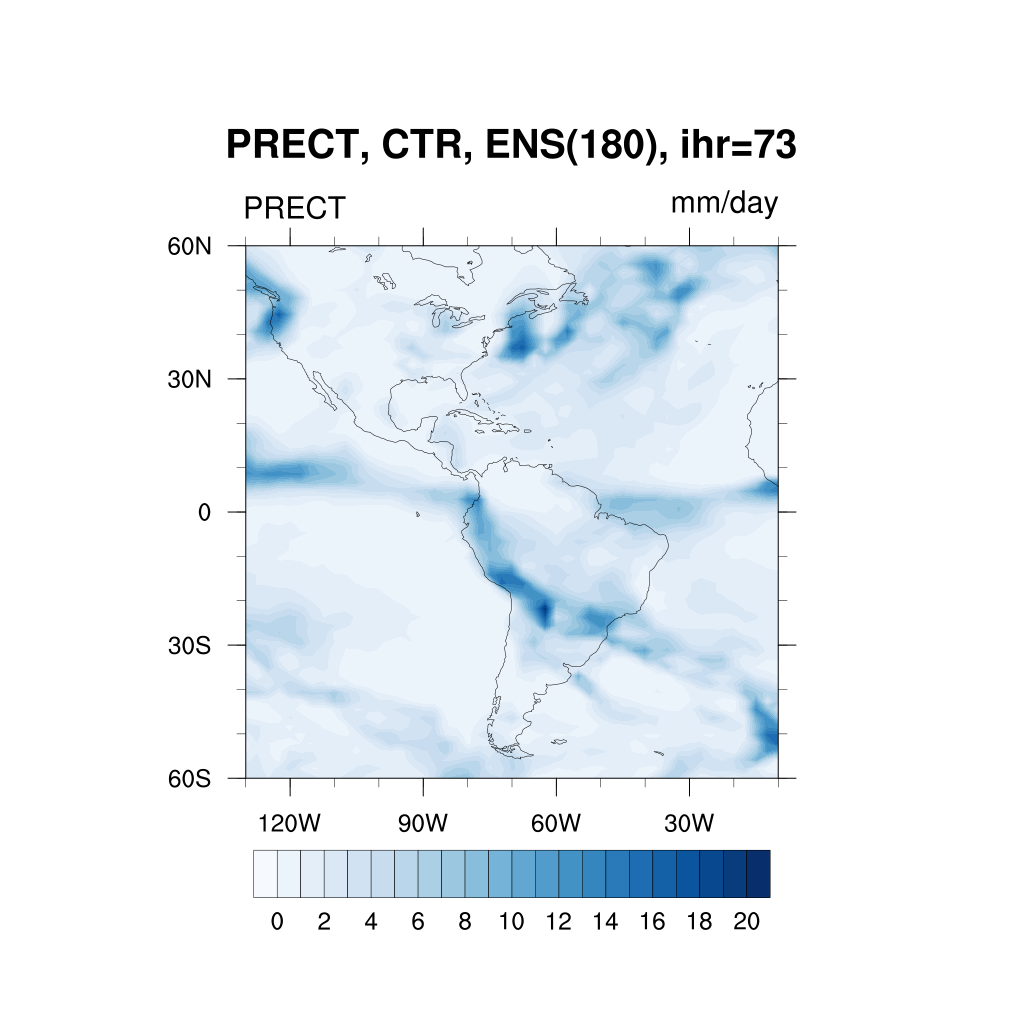 PRECT, CTR, ENS(180), ihr=73
PRECT mm/day
60N
30N
0
30S
60S
120W 90W 60W 30W
0 2 4 6 8 10 12 14 16 18 20